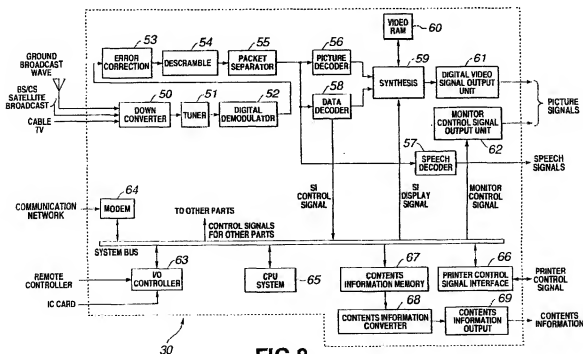 53
ERROR CORRECTION
54
DESCRAMBLE
55
PACKET SEPARATOR
56
PICTURE DECODER
58
DATA DECODER
60
VIDEO RAM
59
SYNTHESIS
61
DIGITAL VIDEO SIGNAL OUTPUT UNIT
MONITOR CONTROL SIGNAL OUTPUT UNIT
62
PICTURE SIGNALS
GROUND BROADCAST WAVE
BS/CS SATELLITE BROADCAST
CABLE TV
50
DOWN CONVERTER
51
TUNER
52
DIGITAL DEMODULATOR
57
SPEECH DECODER
SPEECH SIGNALS
SI CONTROL SIGNAL
SI DISPLAY SIGNAL
MONITOR CONTROL SIGNAL
64
COMMUNICATION NETWORK
MODEM
TO OTHER PARTS
CONTROL SIGNALS FOR OTHER PARTS
SYSTEM BUS
63
REMOTE CONTROLLER
IC CARD
I/O CONTROLLER
CPU SYSTEM
65
67
CONTENTS INFORMATION MEMORY
66
PRINTER CONTROL SIGNAL INTERFACE
PRINTER CONTROL SIGNAL
68
CONTENTS INFORMATION CONVERTER
69
CONTENTS INFORMATION OUTPUT
CONTENTS INFORMATION
30